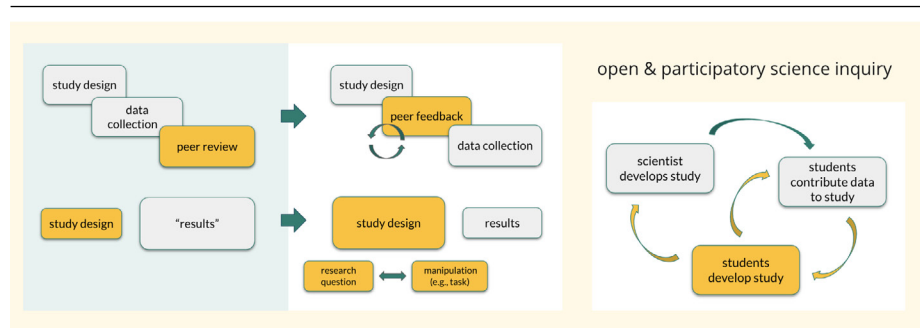 study design
data
collection
peer review
study design
peer feedback
data collection
study design
“results”
study design
results
research
question
manipulation
(e.g., task)
open & participatory science inquiry
scientist
develops study
students
contribute data
to study
students
develop study